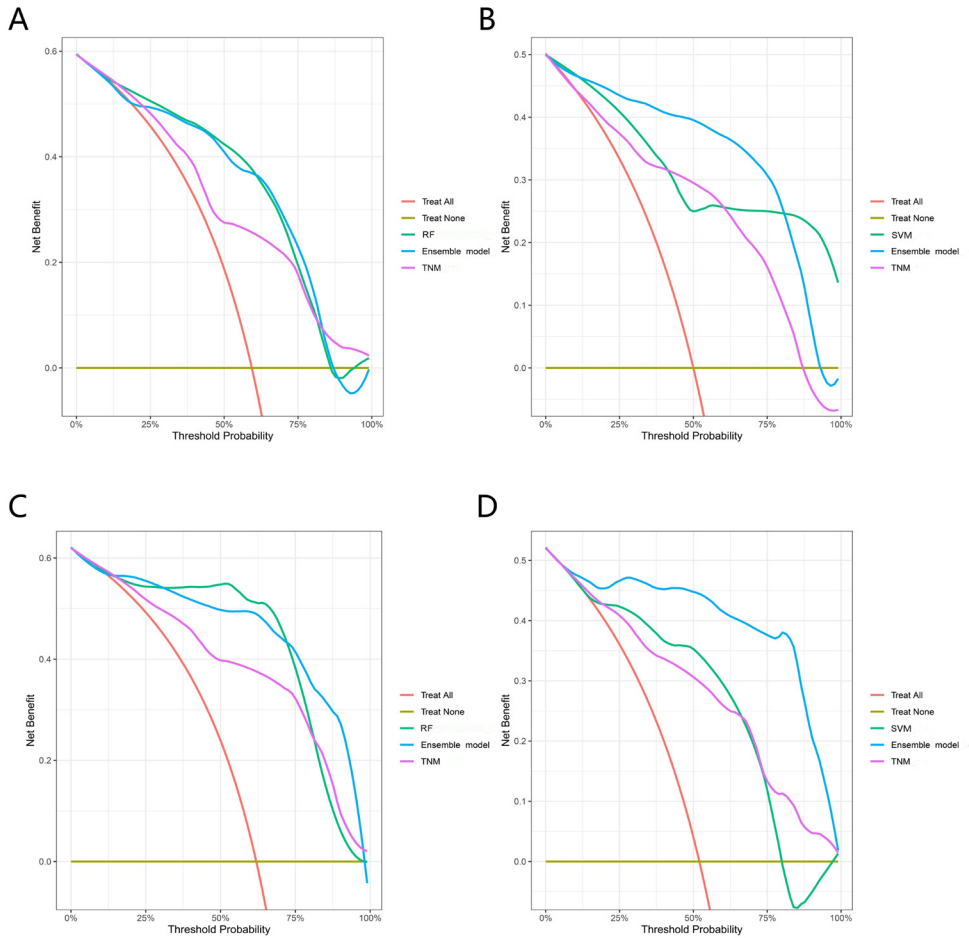 A
Net Benefit
0.6
0.4
0.2
0.0
0%
25%
50%
75%
100%
Threshold Probability
Treat All
Treat None
RF
Ensemble model
TNM
B
Net Benefit
0.5
0.4
0.3
0.2
0.1
0.0
0%
25%
50%
75%
100%
Threshold Probability
Treat All
Treat None
SVM
Ensemble model
TNM
C
Net Benefit
0.6
0.4
0.2
0.0
0%
25%
50%
75%
100%
Threshold Probability
Treat All
Treat None
RF
Ensemble model
TNM
D
Net Benefit
0.5
0.4
0.3
0.2
0.1
0.0
0%
25%
50%
75%
100%
Threshold Probability
Treat All
Treat None
SVM
Ensemble model
TNM